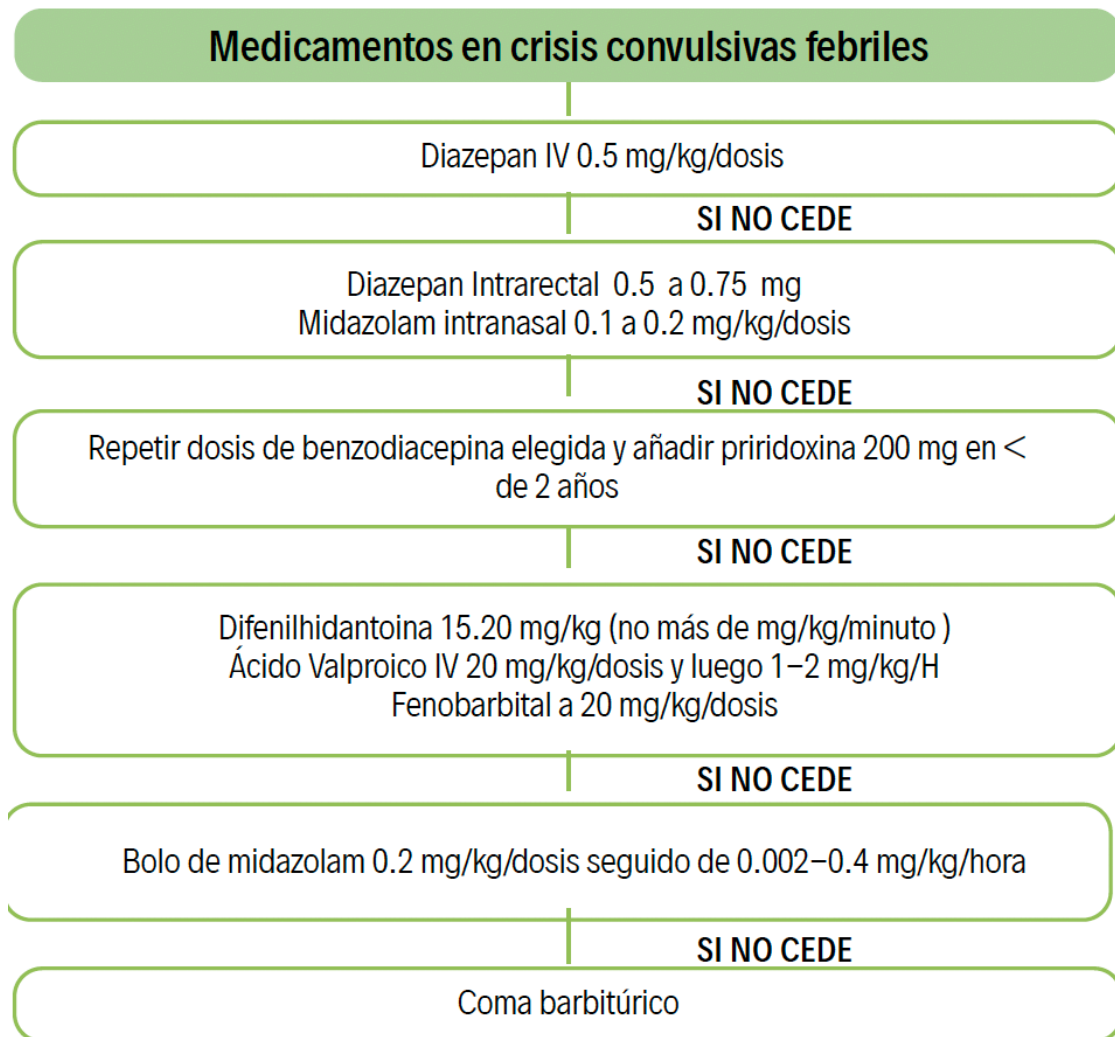 Medicamentos en crisis convulsivas febriles
Diazepan IV 0.5 mg/kg/dosis
SI NO CEDE
Diazepan Intrarectal 0.5 a 0.75 mg
Midazolam intranasal 0.1 a 0.2 mg/kg/dosis
SI NO CEDE
Repetir dosis de benzodiacepina elegida y añadir priridoxina 200 mg en <
de 2 años
SI NO CEDE
Difenilhidantoina 15.20 mg/kg (no más de mg/kg/minuto )
Ácido Valproico IV 20 mg/kg/dosis y luego 1–2 mg/kg/H
Fenobarbital a 20 mg/kg/dosis
SI NO CEDE
Bolo de midazolam 0.2 mg/kg/dosis seguido de 0.002–0.4 mg/kg/hora
SI NO CEDE
Coma barbitúrico